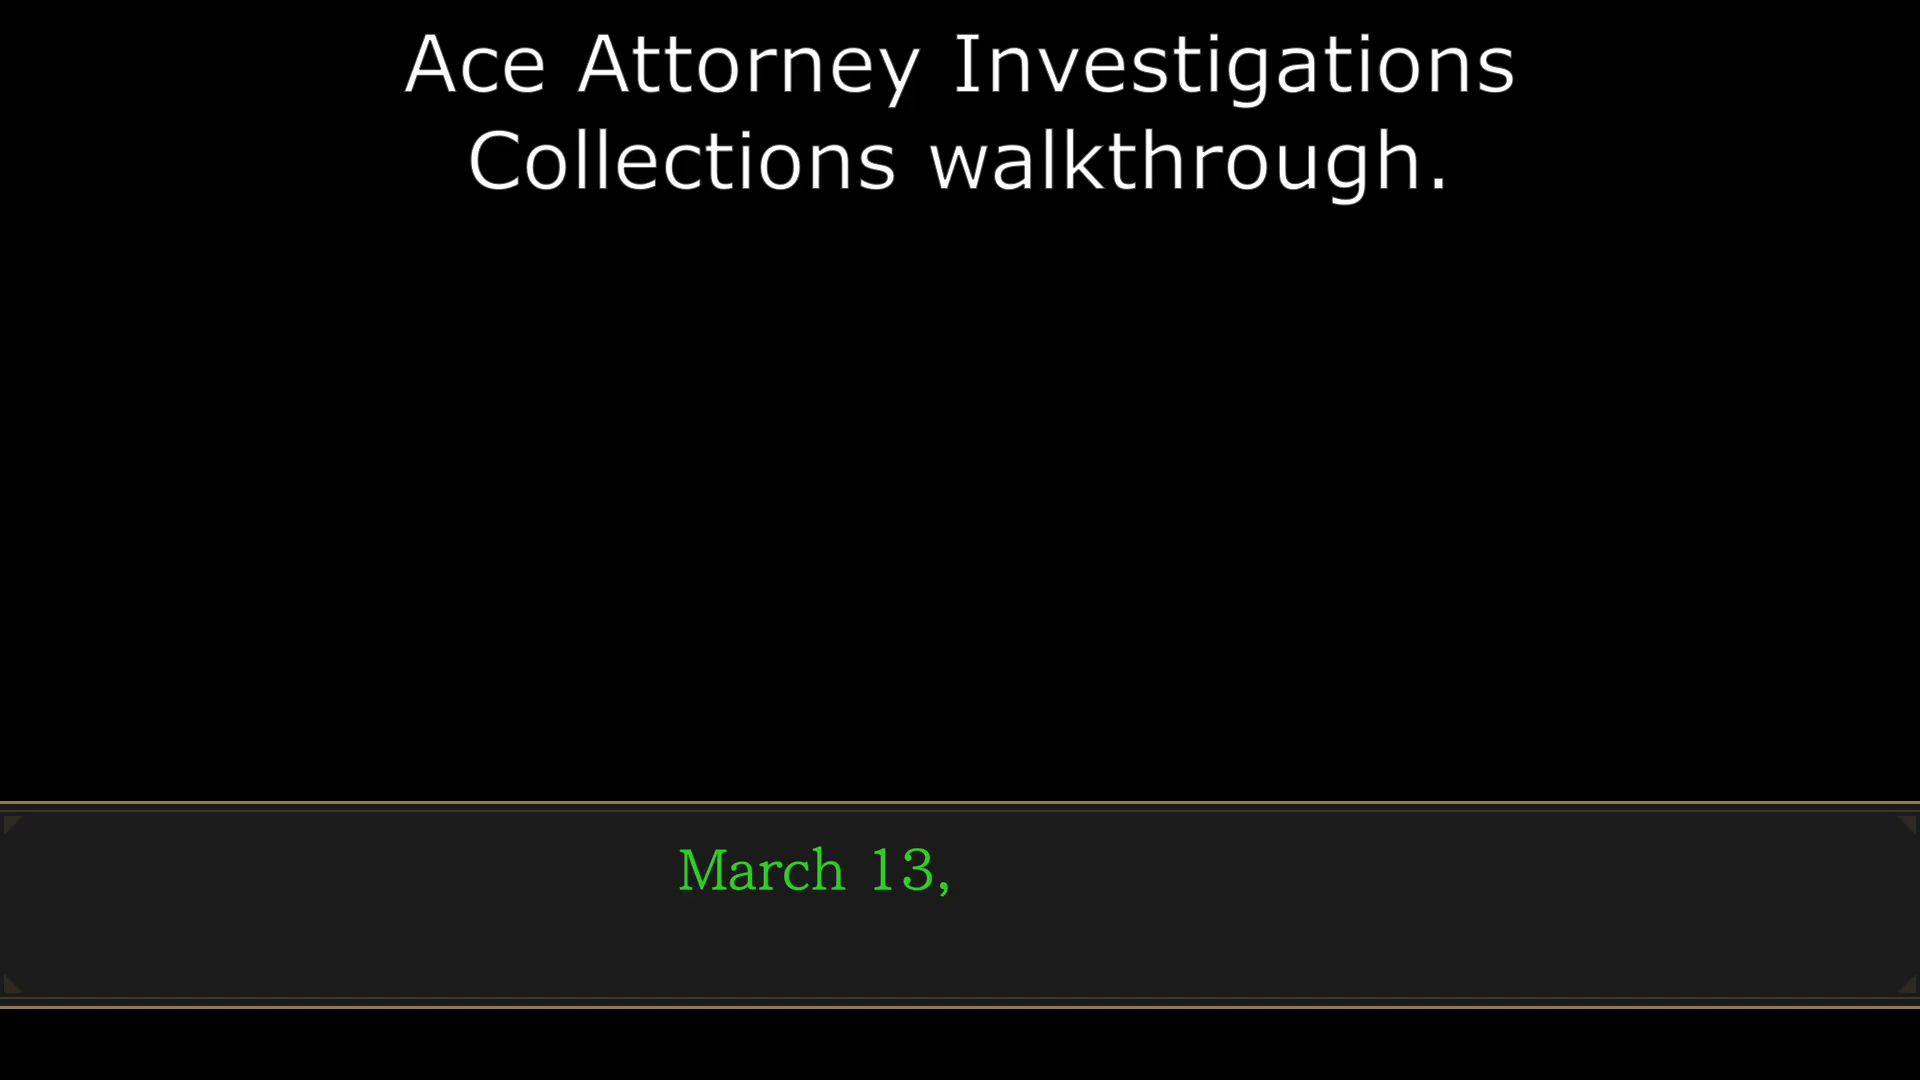 Ace Attorney Investigations
Collections walkthrough.
March 13,